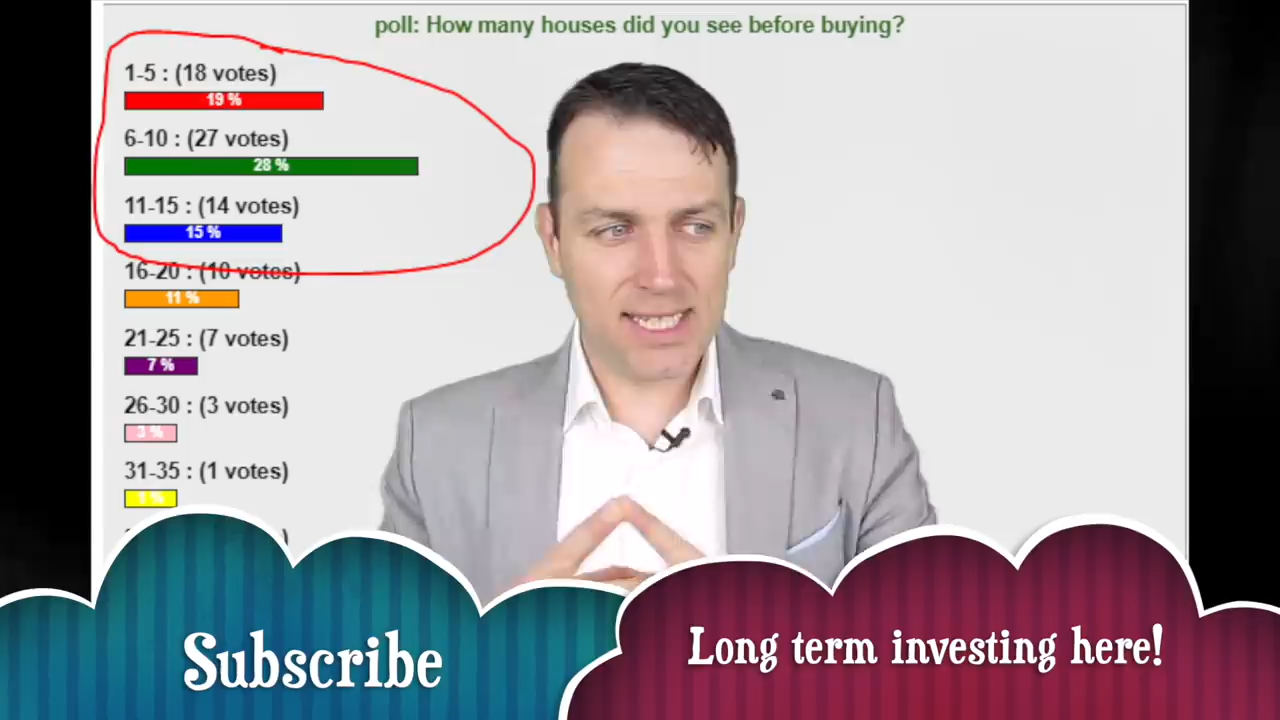 poll: How many houses did you see before buying?
1-5 : (18 votes)
19 %
6-10 : (27 votes)
28 %
11-15 : (14 votes)
15 %
16-20 : (10 votes)
11 %
21-25 : (7 votes)
7 %
26-30 : (3 votes)
3 %
31-35 : (1 votes)
Subscribe
Long term investing here!